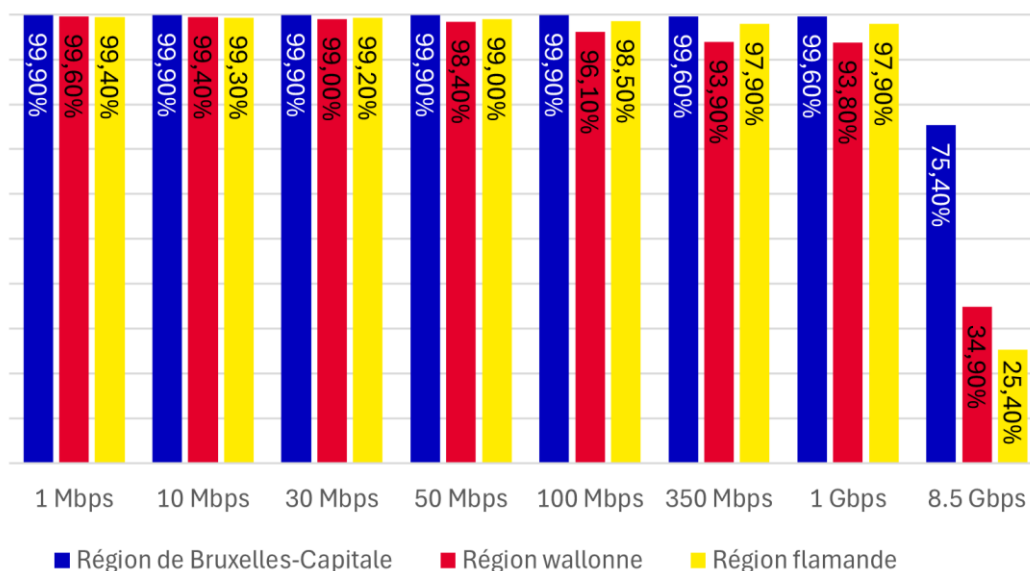 99,90%
99,60%
99,40%
99,90%
99,40%
99,30%
99,90%
99,00%
99,20%
99,90%
98,40%
99,00%
99,90%
96,10%
98,50%
99,60%
93,90%
97,90%
99,60%
93,80%
97,90%
75,40%
34,90%
25,40%
1 Mbps
10 Mbps
30 Mbps
50 Mbps
100 Mbps
350 Mbps
1 Gbps
8.5 Gbps
Région de Bruxelles-Capitale
Région wallonne
Région flamande